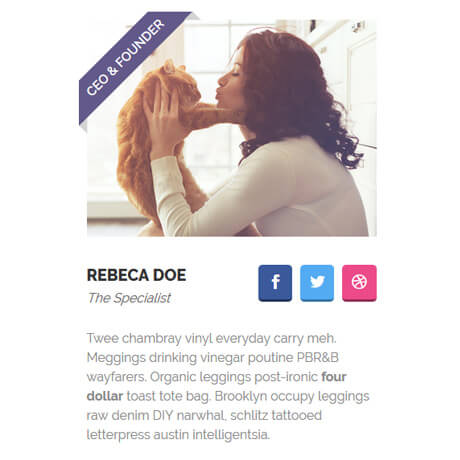 CEO & FOUNDER
REBECA DOE
The Specialist
Twee chambray vinyl everyday carry meh.
Meggings drinking vinegar poutine PBR&B
wayfarers. Organic leggings post-ironic four
dollar toast tote bag. Brooklyn occupy leggings
raw denim DIY narwhal, schlitz tattooed
letterpress austin intelligentsia.